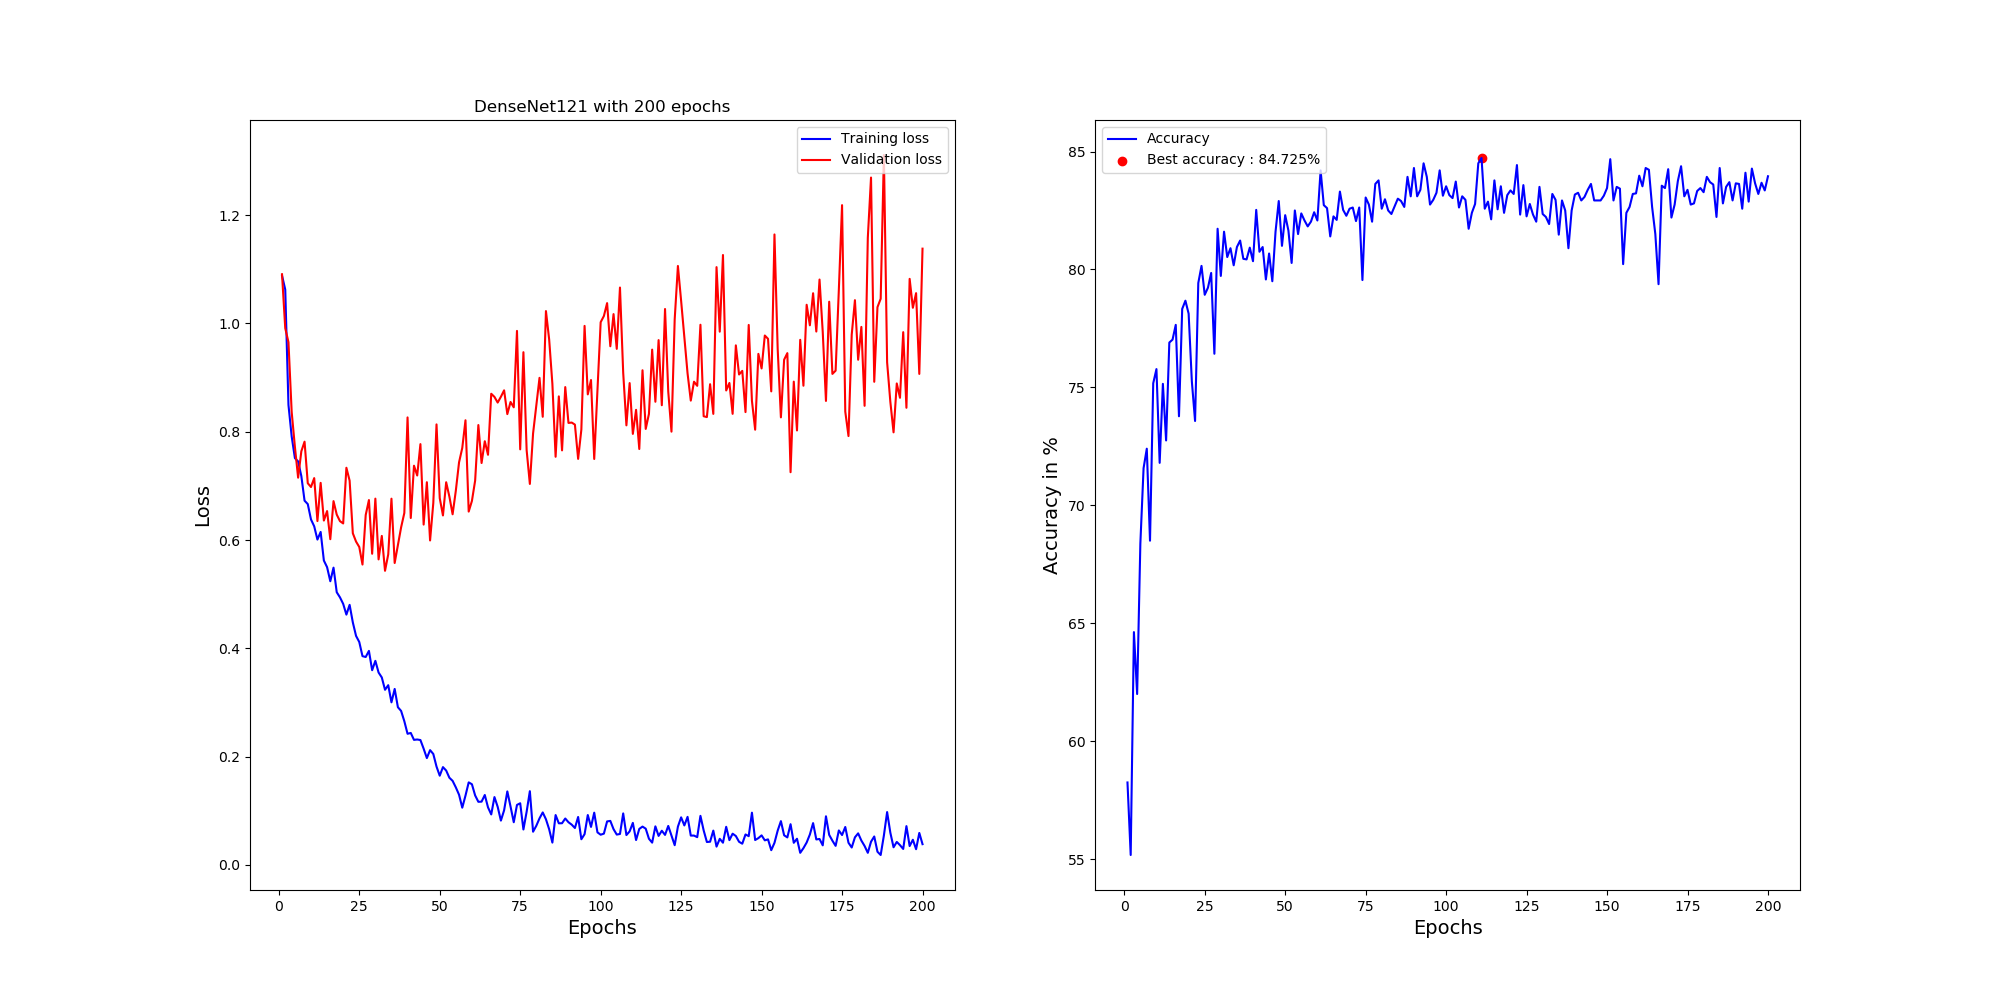 DenseNet121 with 200 epochs
Training loss
Validation loss
1.2
1.0
0.8
0.6
0.4
0.2
0.0
Loss
0 25 50 75 100 125 150 175 200
Epochs
Accuracy
Best accuracy : 84.725%
85
80
75
70
65
60
55
Accuracy in %
0 25 50 75 100 125 150 175 200
Epochs